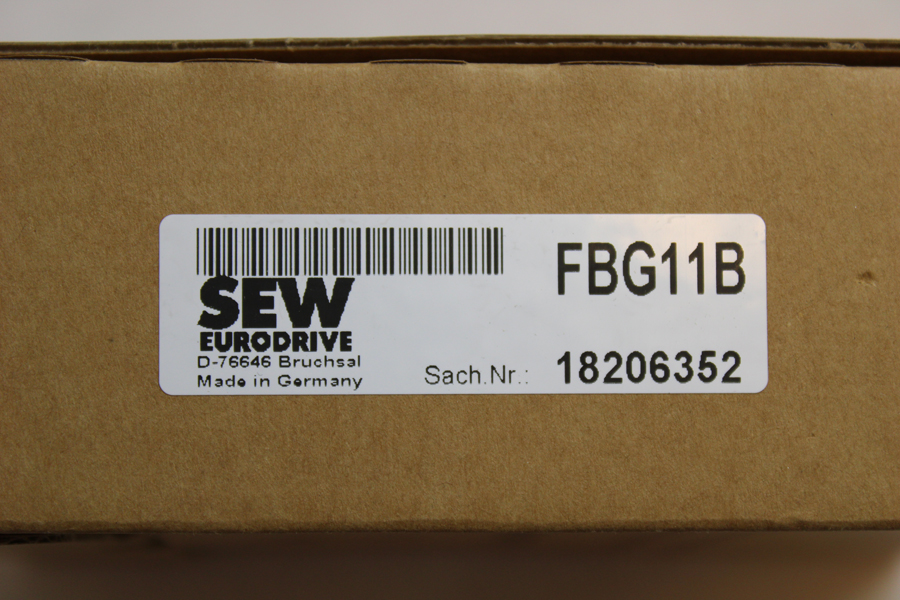 SEW
EURODRIVE
D-76646 Bruchsal
Made in Germany
FBG11B
Sach.Nr.: 18206352